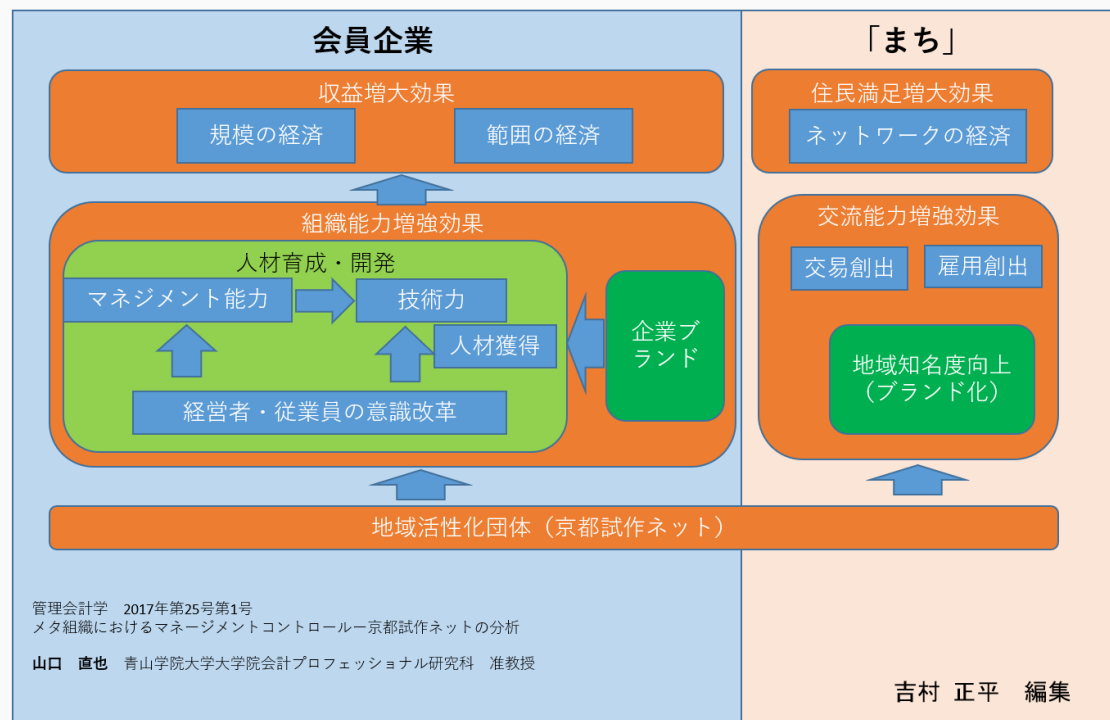 会員企業
収益増大効果
規模の経済
範囲の経済
組織能力増強効果
人材育成・開発
マネジメント能力
技術力
人材獲得
経営者・従業員の意識改革
企業ブ
ランド
「まち」
住民満足増大効果
ネットワークの経済
交流能力増強効果
交易創出
雇用創出
地域知名度向上
（ブランド化）
地域活性化団体（京都試作ネット）
管理会計学　2017年第25号第1号
メタ組織におけるマネージメントコントロールー京都試作ネットの分析
山口　直也　青山学院大学大学院会計プロフェッショナル研究科　准教授
吉村 正平　編集